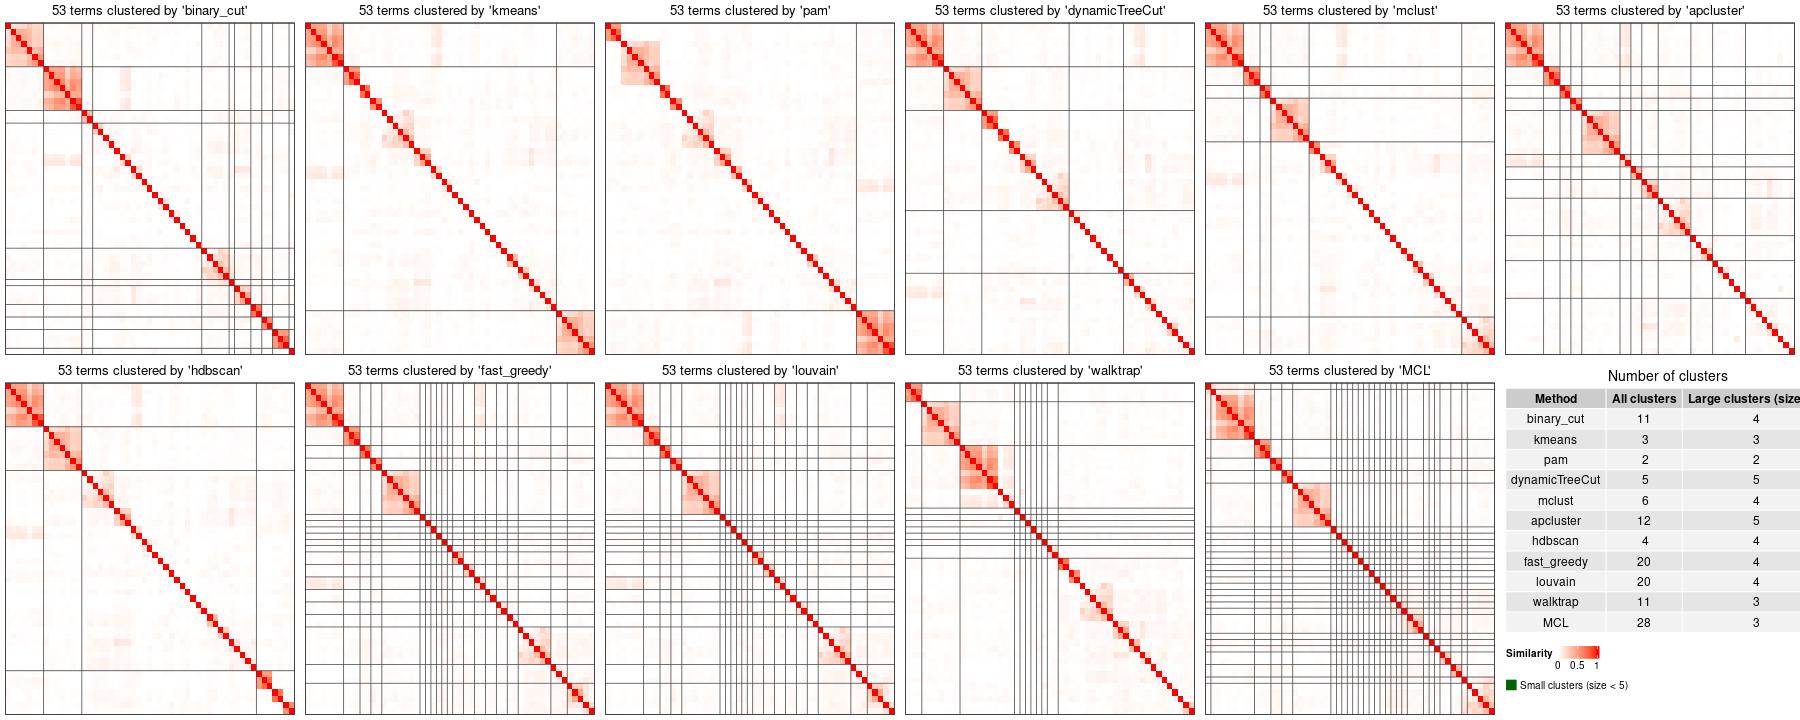 53 terms clustered by 'binary_cut'
53 terms clustered by 'kmeans'
53 terms clustered by 'pam'
53 terms clustered by 'dynamicTreeCut'
53 terms clustered by 'mclust'
53 terms clustered by 'apcluster'
53 terms clustered by 'hdbscan'
53 terms clustered by 'fast_greedy'
53 terms clustered by 'louvain'
53 terms clustered by 'walktrap'
53 terms clustered by 'MCL'
Number of clusters
Method All clusters Large clusters (size
binary_cut 11 4
kmeans 3 3
pam 2 2
dynamicTreeCut 5 5
mclust 6 4
apcluster 12 5
hdbscan 4 4
fast_greedy 20 4
louvain 20 4
walktrap 11 3
MCL 28 3
Similarity
0 0.5 1
Small clusters (size < 5)